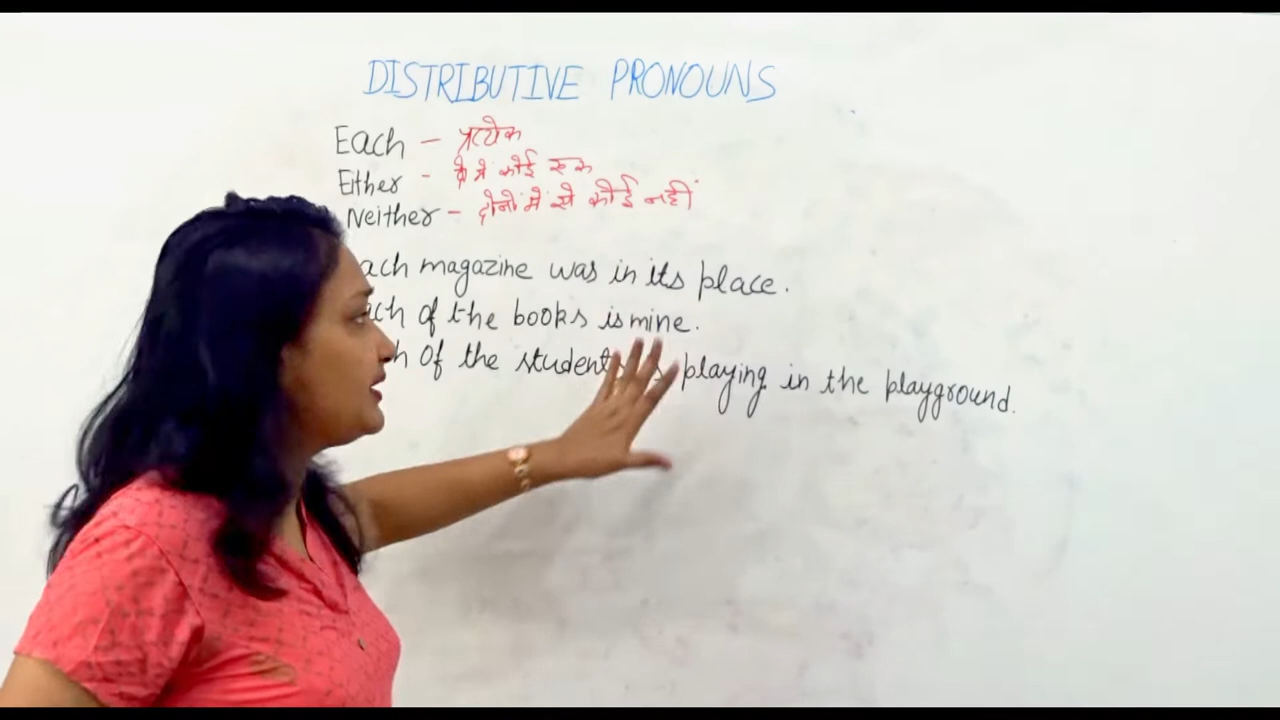 DISTRIBUTIVE PRONOUNS
Each - प्रत्येक
Either - में कोई एक
Neither - दोनों में से कोई नहीं
ach magazine was in its place.
ach of the books is mine.
h of the students playing in the playground.